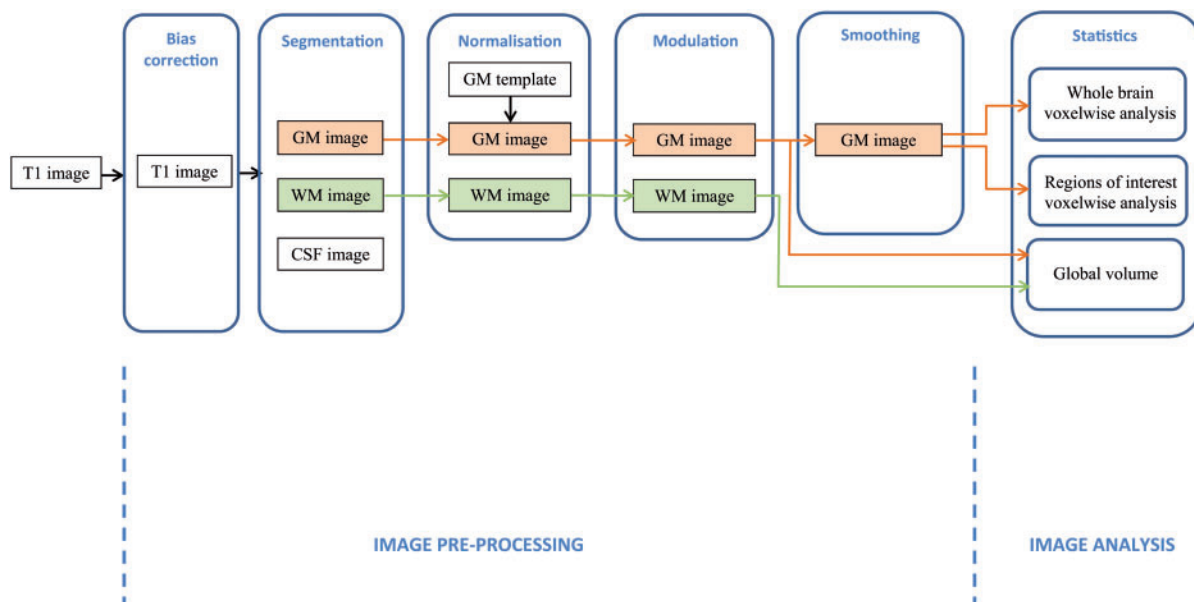 Bias
correction
Segmentation
Normalisation
Modulation
Smoothing
Statistics
GM template
Whole brain
voxelwise analysis
GM image
GM image
GM image
GM image
T1 image
T1 image
WM image
WM image
WM image
Regions of interest
voxelwise analysis
CSF image
Global volume
IMAGE PRE-PROCESSING
IMAGE ANALYSIS